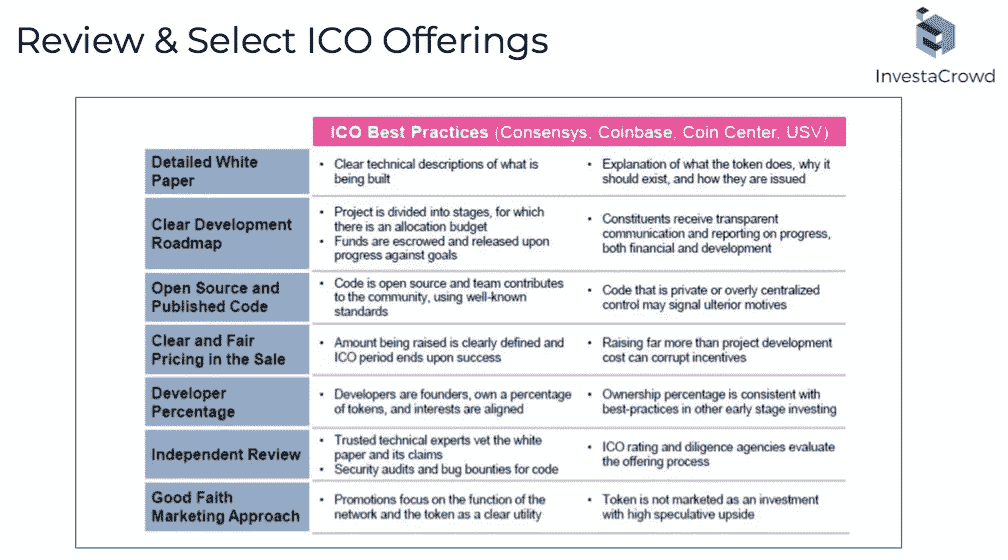 Review & Select ICO Offerings
InvestaCrowd
ICO Best Practices (Consensys, Coinbase, Coin Center, USV)
Detailed White
Paper
• Clear technical descriptions of what is
being built
• Explanation of what the token does, why it
should exist, and how they are issued
Clear Development
Roadmap
• Project is divided into stages, for which
there is an allocation budget
• Funds are escrowed and released upon
progress against goals
• Constituents receive transparent
communication and reporting on progress,
both financial and development
Open Source and
Published Code
• Code is open source and team contributes
to the community, using well-known
standards
• Code that is private or overly centralized
control may signal ulterior motives
Clear and Fair
Pricing in the Sale
• Amount being raised is clearly defined and
ICO period ends upon success
• Raising far more than project development
cost can corrupt incentives
Developer
Percentage
• Developers are founders, own a percentage
of tokens, and interests are aligned
• Ownership percentage is consistent with
best-practices in other early stage investing
Independent Review
• Trusted technical experts vet the white
paper and its claims
• Security audits and bug bounties for code
• ICO rating and diligence agencies evaluate
the offering process
Good Faith
Marketing Approach
• Promotions focus on the function of the
network and the token as a clear utility
• Token is not marketed as an investment
with high speculative upside